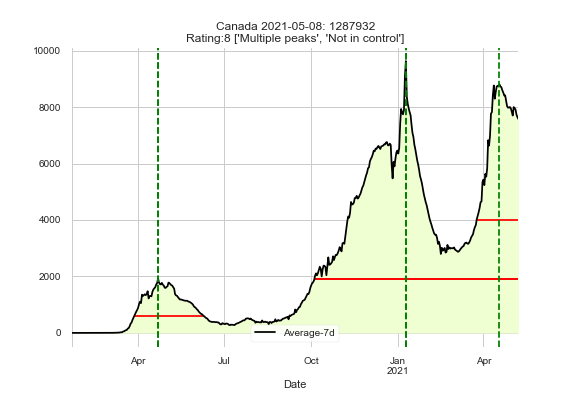 Canada 2021-05-08: 1287932
Rating:8 ['Multiple peaks', 'Not in control']
10000
8000
6000
4000
2000
0
Average-7d
Apr
Jul
Oct
Jan
2021
Apr
Date